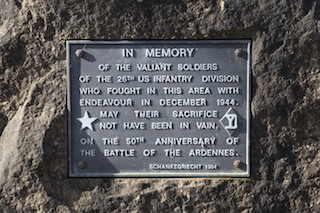 IN MEMORY
OF THE VALIANT SOLDIERS
OF THE 26TH US INFANTRY DIVISION
WHO FOUGHT IN THIS AREA WITH
ENDEAVOUR IN DECEMBER 1944.
MAY THEIR SACRIFICE
NOT HAVE BEEN IN VAIN.
ON THE 50TH ANNIVERSARY OF
THE BATTLE OF THE ARDENNES.
SCHANKEGRIECHT 1994